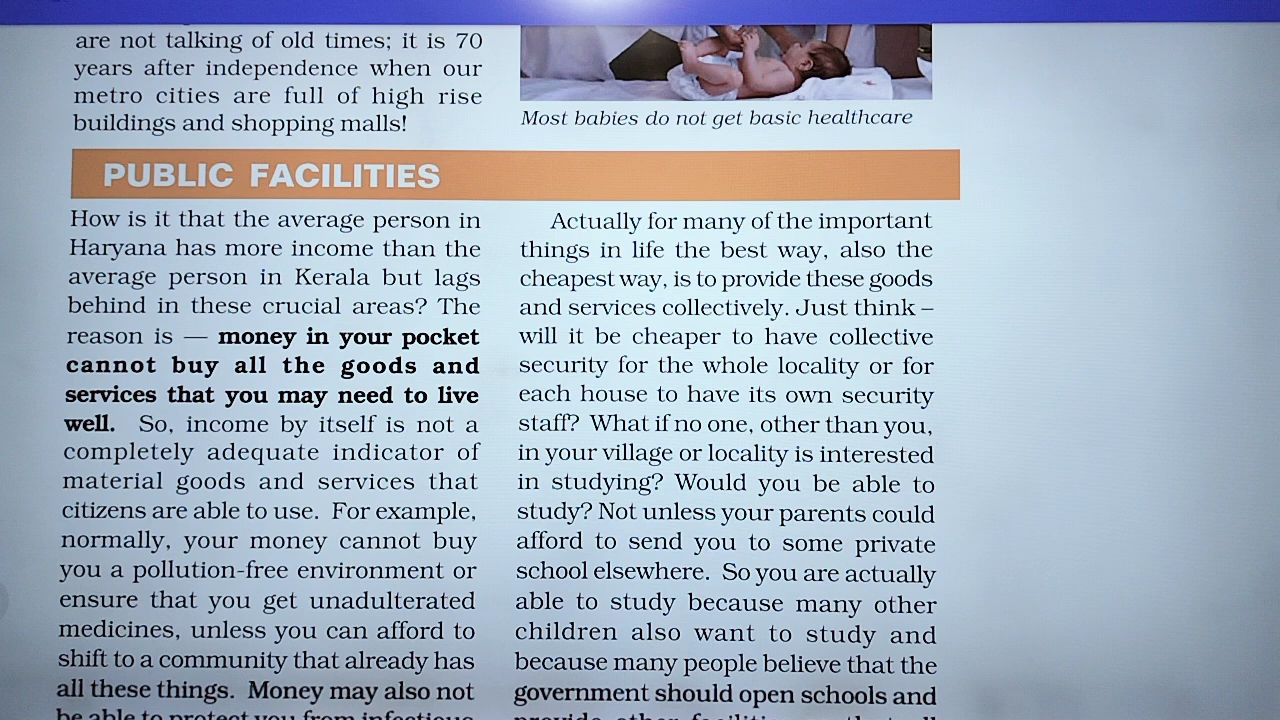 are not talking of old times; it is 70
years after independence when our
metro cities are full of high rise
buildings and shopping malls!
Most babies do not get basic healthcare
PUBLIC FACILITIES
How is it that the average person in
Haryana has more income than the
average person in Kerala but lags
behind in these crucial areas? The
reason is — money in your pocket
cannot buy all the goods and
services that you may need to live
well. So, income by itself is not a
completely adequate indicator of
material goods and services that
citizens are able to use. For example,
normally, your money cannot buy
you a pollution-free environment or
ensure that you get unadulterated
medicines, unless you can afford to
shift to a community that already has
all these things. Money may also not
be able to protect you from infectious
Actually for many of the important
things in life the best way, also the
cheapest way, is to provide these goods
and services collectively. Just think –
will it be cheaper to have collective
security for the whole locality or for
each house to have its own security
staff? What if no one, other than you,
in your village or locality is interested
in studying? Would you be able to
study? Not unless your parents could
afford to send you to some private
school elsewhere. So you are actually
able to study because many other
children also want to study and
because many people believe that the
government should open schools and
provide other facilities